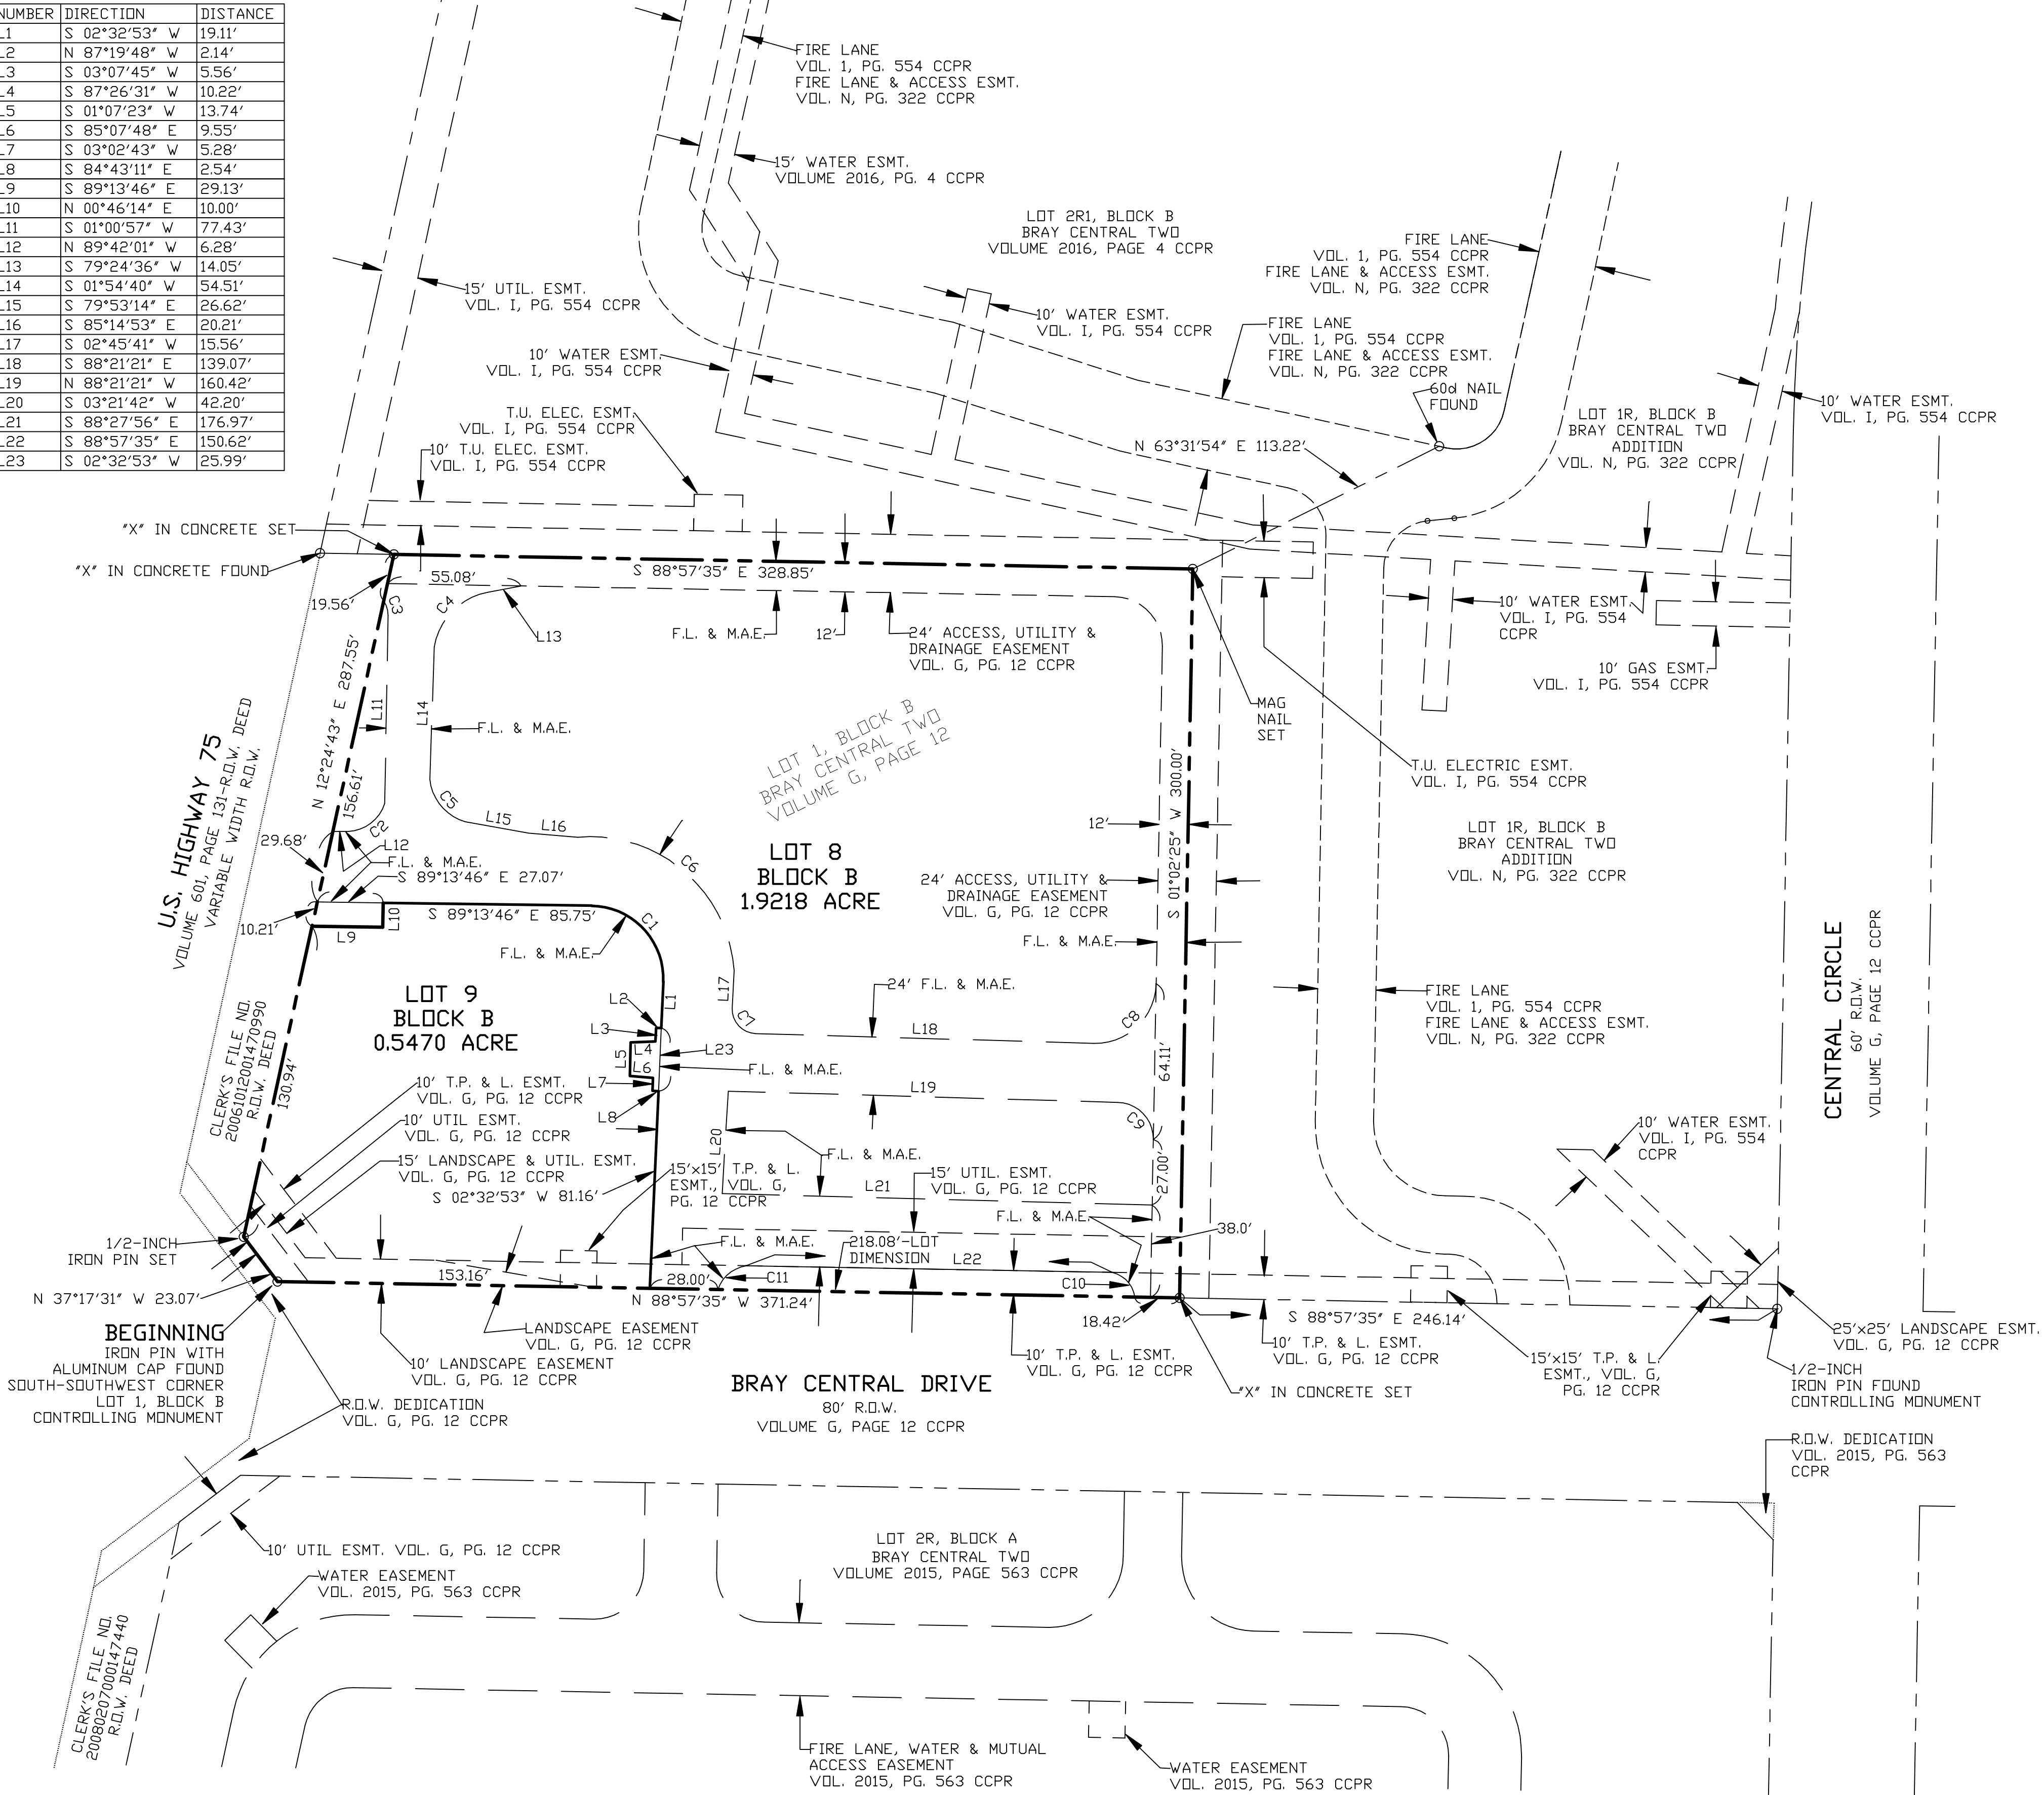 NUMBER DIRECTION DISTANCE
L1 S 02°32'53" W 19.11'
L2 N 87°19'48" W 2.14'
L3 S 03°07'45" W 5.56'
L4 S 87°26'31" W 10.22'
L5 S 01°07'23" W 13.74'
L6 S 85°07'48" E 9.55'
L7 S 03°02'43" W 5.28'
L8 S 84°43'11" E 2.54'
L9 S 89°13'46" E 29.13'
L10 N 00°46'14" E 10.00'
L11 S 01°00'57" W 77.43'
L12 N 89°42'01" W 6.28'
L13 S 79°24'36" W 14.05'
L14 S 01°54'40" W 54.51'
L15 S 79°53'14" E 26.62'
L16 S 85°14'53" E 20.21'
L17 S 02°45'41" W 15.56'
L18 S 88°21'21" E 139.07'
L19 N 88°21'21" W 160.42'
L20 S 03°21'42" W 42.20'
L21 S 88°27'56" E 176.97'
L22 S 88°57'35" E 150.62'
L23 S 02°32'53" W 25.99'
FIRE LANE
VOL. 1, PG. 554 CCPR
FIRE LANE & ACCESS ESMT.
VOL. N, PG. 322 CCPR
15' WATER ESMT.
VOLUME 2016, PG. 4 CCPR
LOT 2R1, BLOCK B
BRAY CENTRAL TWO
VOLUME 2016, PAGE 4 CCPR
FIRE LANE
VOL. 1, PG. 554 CCPR
FIRE LANE & ACCESS ESMT.
VOL. N, PG. 322 CCPR
15' UTIL. ESMT.
VOL. I, PG. 554 CCPR
10' WATER ESMT.
VOL. I, PG. 554 CCPR
FIRE LANE
VOL. 1, PG. 554 CCPR
FIRE LANE & ACCESS ESMT.
VOL. N, PG. 322 CCPR
10' WATER ESMT.
VOL. I, PG. 554 CCPR
60d NAIL
FOUND
10' WATER ESMT.
VOL. I, PG. 554 CCPR
T.U. ELEC. ESMT.
VOL. I, PG. 554 CCPR
LOT 1R, BLOCK B
BRAY CENTRAL TWO
ADDITION
VOL. N, PG. 322 CCPR
10' T.U. ELEC. ESMT.
VOL. I, PG. 554 CCPR
N 63°31'54" E 113.22'
"X" IN CONCRETE SET
"X" IN CONCRETE FOUND
S 88°57'35" E 328.85'
55.08'
19.56'
C3
C4
L13
F.L. & M.A.E.
12'
24' ACCESS, UTILITY &
DRAINAGE EASEMENT
VOL. G, PG. 12 CCPR
10' WATER ESMT.
VOL. I, PG. 554
CCPR
10' GAS ESMT.
VOL. I, PG. 554 CCPR
N 12°24'43" E 287.55'
L11
L14
F.L. & M.A.E.
LOT 1, BLOCK B
BRAY CENTRAL TWO
VOLUME G, PAGE 12
MAG
NAIL
SET
T.U. ELECTRIC ESMT.
VOL. I, PG. 554 CCPR
U.S. HIGHWAY 75
VOLUME 601, PAGE 131-R.O.W. DEED
VARIABLE WIDTH R.O.W.
156.61'
C2
C5
L15
L16
C6
29.68'
L12
F.L. & M.A.E.
S 89°13'46" E 27.07'
LOT 8
BLOCK B
1.9218 ACRE
12'
S 01°02'25" W 300.00'
LOT 1R, BLOCK B
BRAY CENTRAL TWO
ADDITION
VOL. N, PG. 322 CCPR
24' ACCESS, UTILITY &
DRAINAGE EASEMENT
VOL. G, PG. 12 CCPR
10.21'
L9
L10
S 89°13'46" E 85.75'
C1
F.L. & M.A.E.
F.L. & M.A.E.
CENTRAL CIRCLE
60' R.O.W.
VOLUME G, PAGE 12 CCPR
LOT 9
BLOCK B
0.5470 ACRE
L2
L1
L3
L4
L5
L6
L7
L8
L17
C7
24' F.L. & M.A.E.
L18
C8
L23
F.L. & M.A.E.
FIRE LANE
VOL. 1, PG. 554 CCPR
FIRE LANE & ACCESS ESMT.
VOL. N, PG. 322 CCPR
CLERK'S FILE NO.
20061012001470990
R.O.W. DEED
130.94'
10' T.P. & L. ESMT.
VOL. G, PG. 12 CCPR
10' UTIL ESMT.
VOL. G, PG. 12 CCPR
15' LANDSCAPE & UTIL. ESMT.
VOL. G, PG. 12 CCPR
S 02°32'53" W 81.16'
L19
64.11'
C9
L20
F.L. & M.A.E.
15'x15' T.P. & L.
ESMT., VOL. G,
PG. 12 CCPR
L21
15' UTIL. ESMT.
VOL. G, PG. 12 CCPR
27.00'
F.L. & M.A.E.
38.0'
10' WATER ESMT.
VOL. I, PG. 554
CCPR
1/2-INCH
IRON PIN SET
F.L. & M.A.E.
218.08'-LOT
DIMENSION
L22
153.16'
28.00'
C11
C10
N 37°17'31" W 23.07'
N 88°57'35" W 371.24'
18.42'
S 88°57'35" E 246.14'
BEGINNING
IRON PIN WITH
ALUMINUM CAP FOUND
SOUTH-SOUTHWEST CORNER
LOT 1, BLOCK B
CONTROLLING MONUMENT
LANDSCAPE EASEMENT
VOL. G, PG. 12 CCPR
10' LANDSCAPE EASEMENT
VOL. G, PG. 12 CCPR
10' T.P. & L. ESMT.
VOL. G, PG. 12 CCPR
10' T.P. & L. ESMT.
VOL. G, PG. 12 CCPR
15'x15' T.P. & L.
ESMT., VOL. G,
PG. 12 CCPR
25'x25' LANDSCAPE ESMT.
VOL. G, PG. 12 CCPR
1/2-INCH
IRON PIN FOUND
CONTROLLING MONUMENT
R.O.W. DEDICATION
VOL. G, PG. 12 CCPR
BRAY CENTRAL DRIVE
80' R.O.W.
VOLUME G, PAGE 12 CCPR
"X" IN CONCRETE SET
R.O.W. DEDICATION
VOL. 2015, PG. 563
CCPR
10' UTIL ESMT. VOL. G, PG. 12 CCPR
WATER EASEMENT
VOL. 2015, PG. 563 CCPR
LOT 2R, BLOCK A
BRAY CENTRAL TWO
VOLUME 2015, PAGE 563 CCPR
CLERK'S FILE NO.
20080207000147440
R.O.W. DEED
FIRE LANE, WATER & MUTUAL
ACCESS EASEMENT
VOL. 2015, PG. 563 CCPR
WATER EASEMENT
VOL. 2015, PG. 563 CCPR